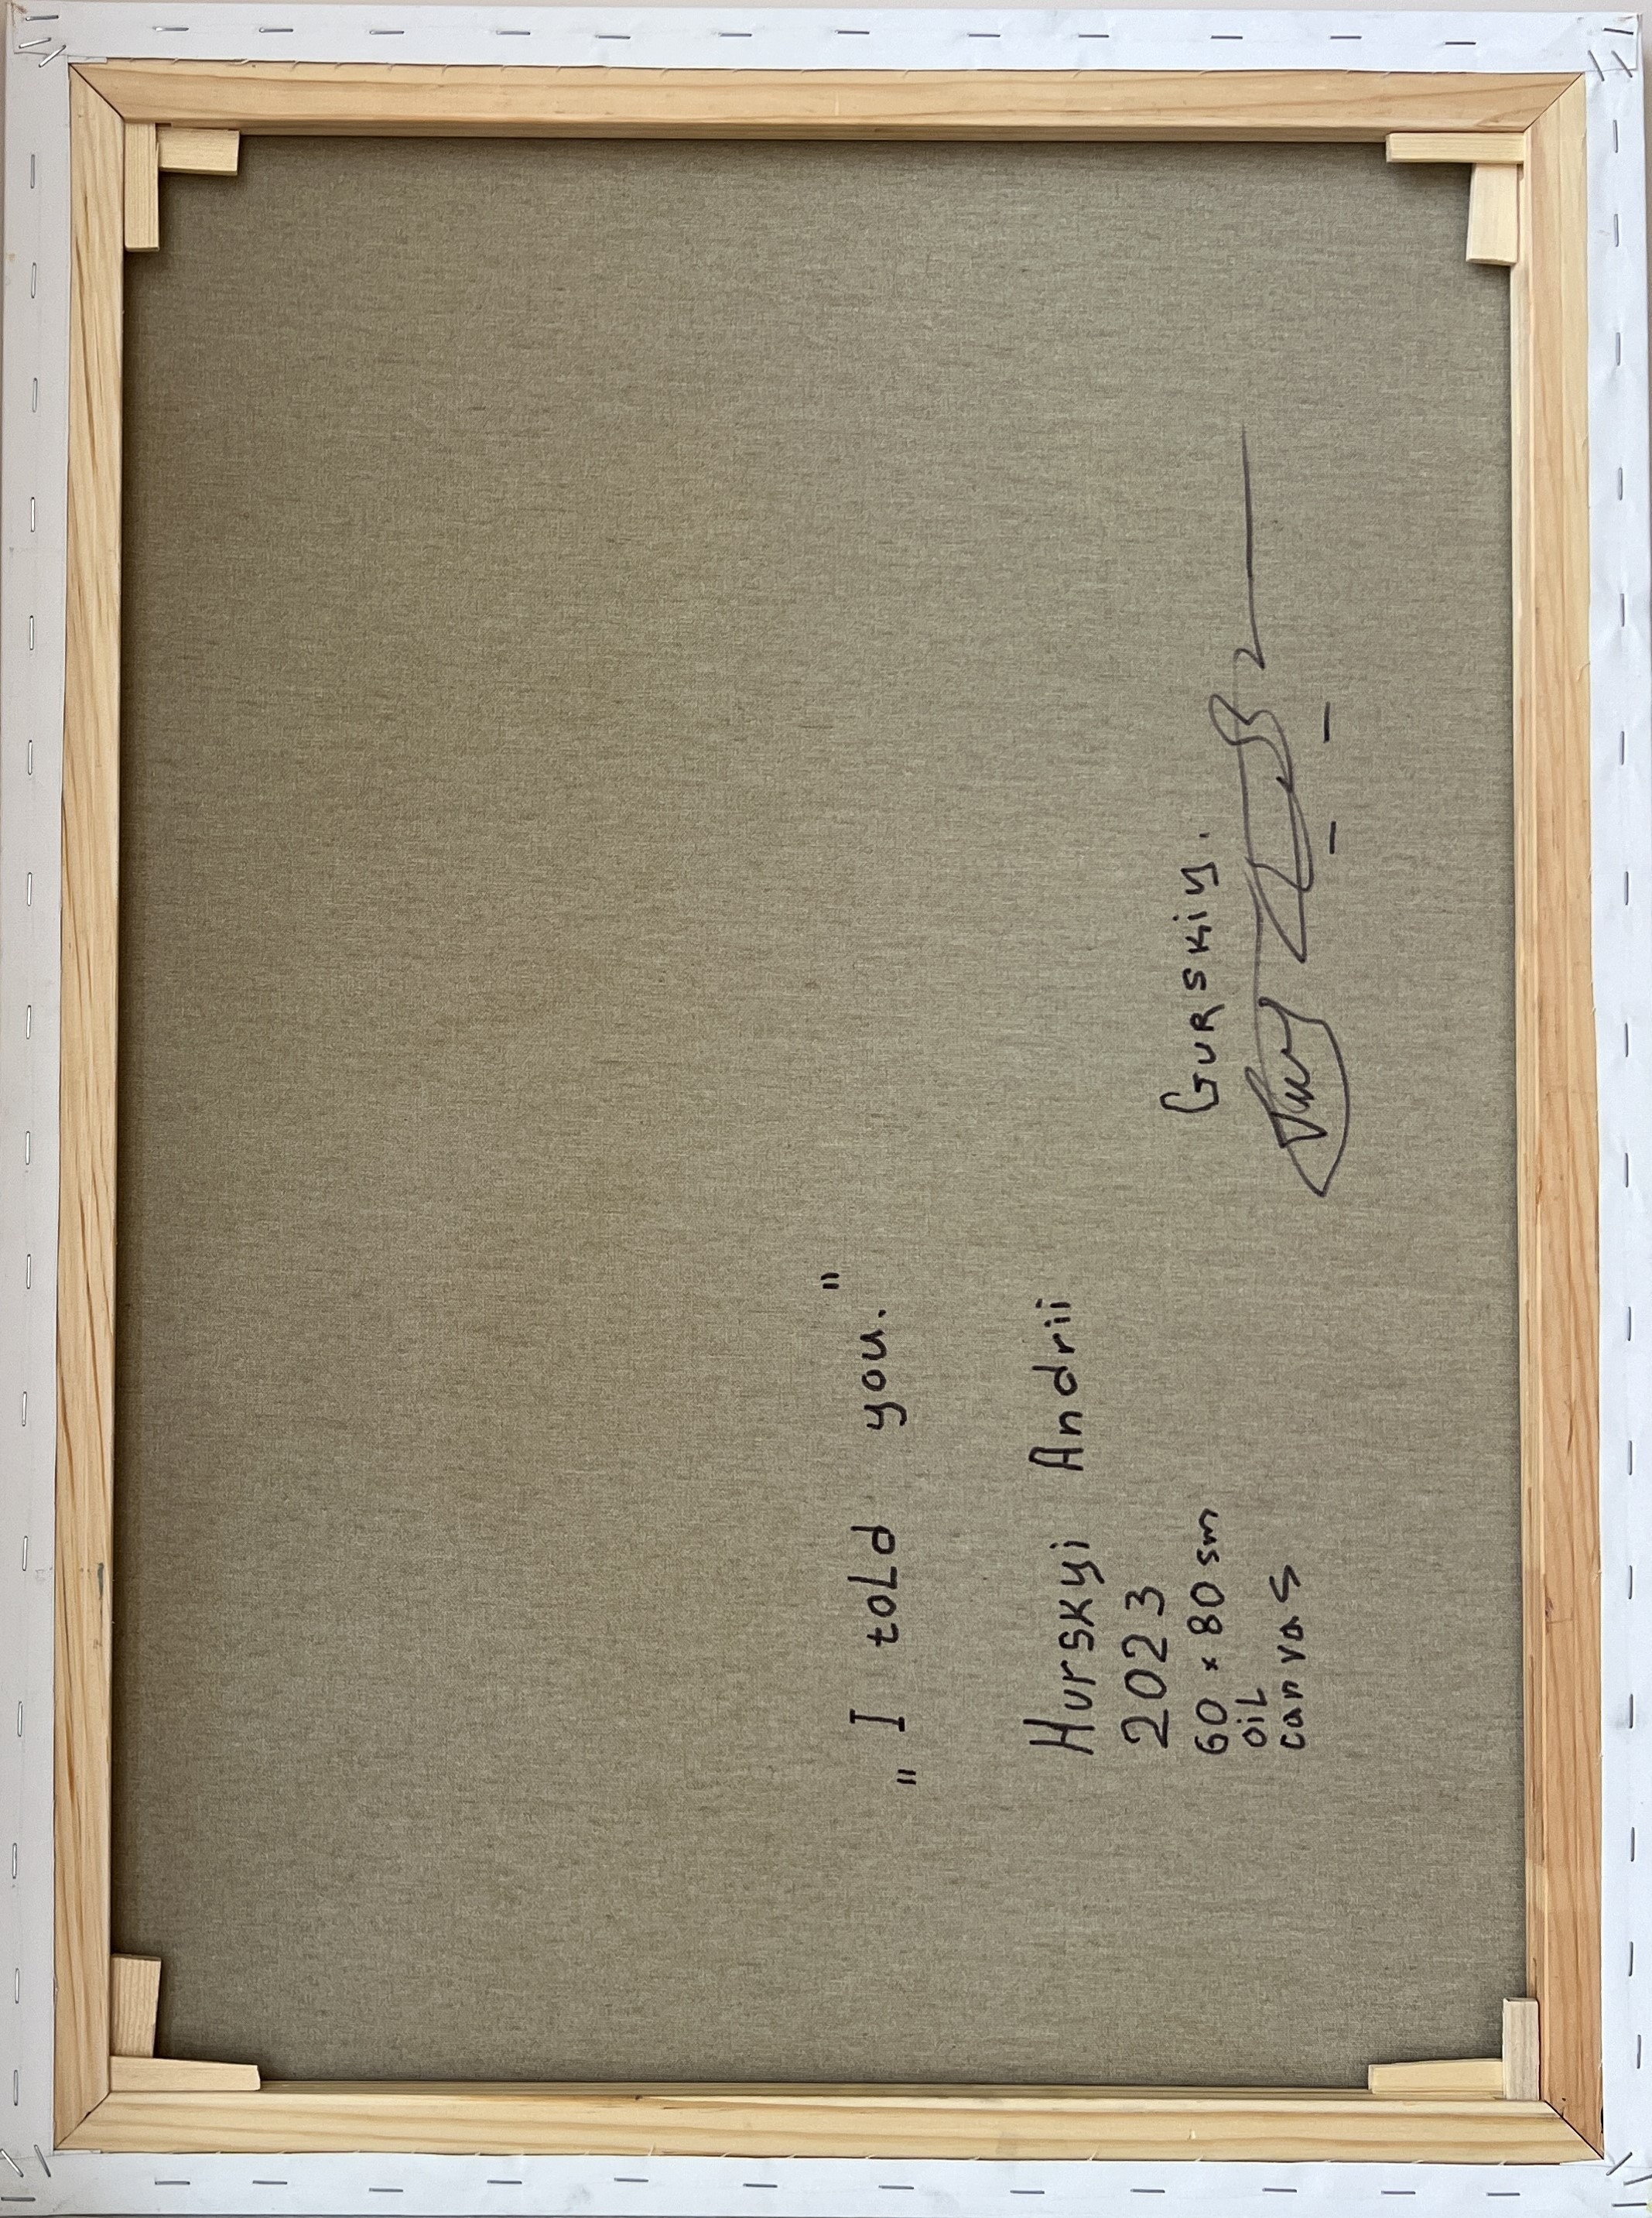 " I told you. "
Hurskyi Andrii
2023
60 × 80 sm
oil
canvas
Gurskiy.